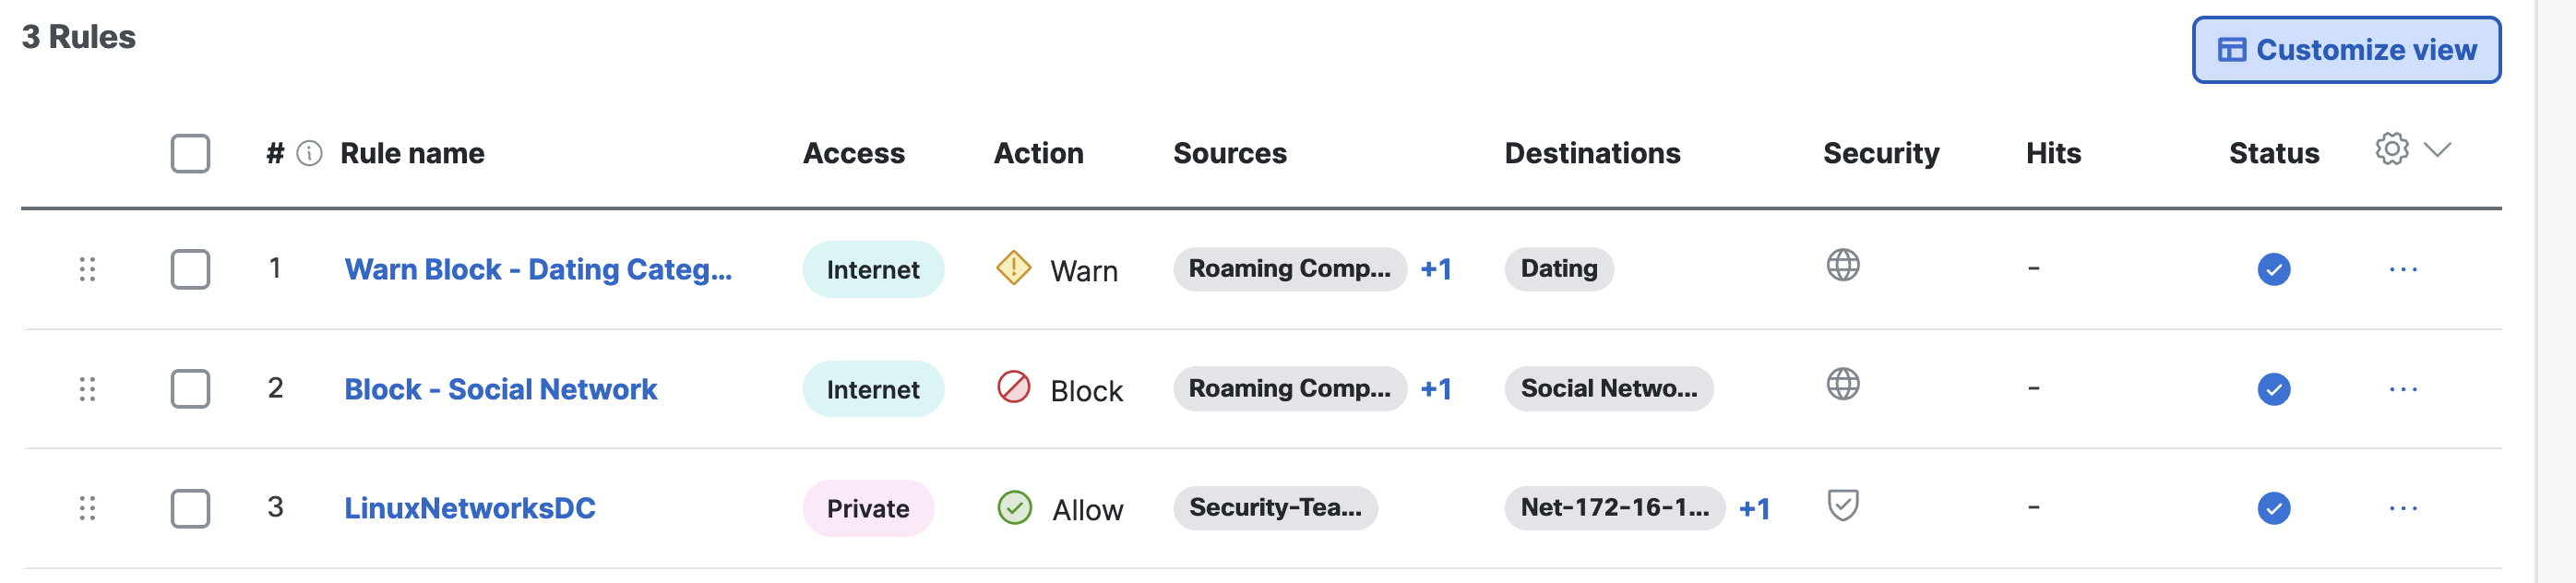 3 Rules
Customize view
# Rule name Access Action Sources Destinations Security Hits Status
1 Warn Block - Dating Categ... Internet Warn Roaming Comp... +1 Dating -
2 Block - Social Network Internet Block Roaming Comp... +1 Social Netwo... -
3 LinuxNetworksDC Private Allow Security-Tea... Net-172-16-1... +1 -